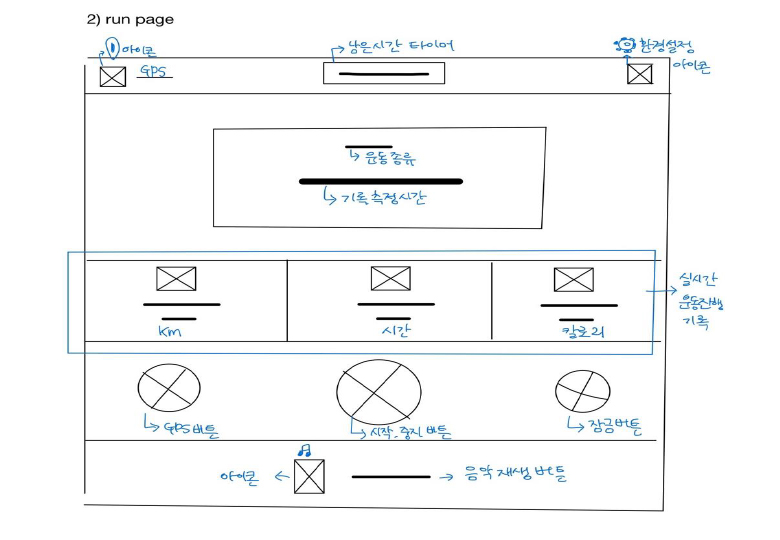 2) run page
아이콘
남은시간 타이머
환경설정
아이콘
GPS
운동종류
기록측정시간
Km
시간
칼로리
실시간
운동진행
기록
GPS버튼
시작.중지 버튼
잠금버튼
아이콘
음악 재생 버튼